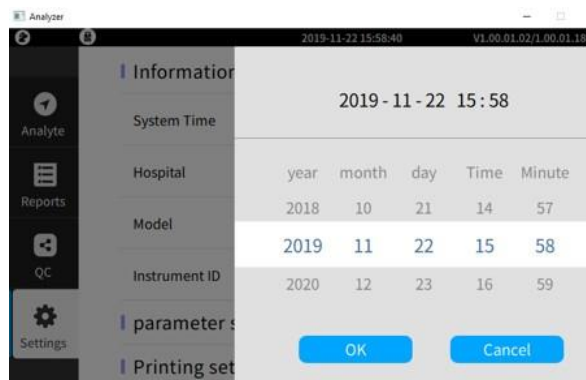 Analyzer
2019-11-22 15:58:40 V1.00.01.02/1.00.01.18
Analyte
Reports
QC
Settings
Information
System Time
Hospital
Model
Instrument ID
parameter s
Printing set
2019 - 11 - 22 15 : 58
year month day Time Minute
2018 10 21 14 57
2019 11 22 15 58
2020 12 23 16 59
OK Cancel